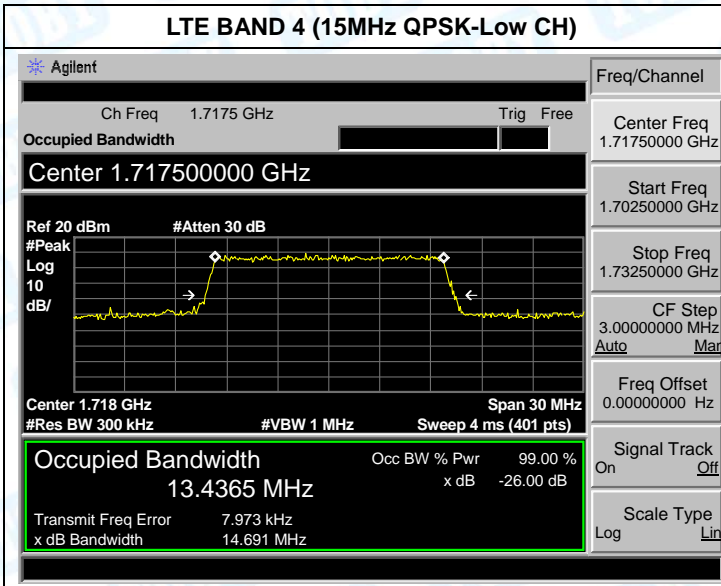 LTE BAND 4 (15MHz QPSK-Low CH)
Agilent
Freq/Channel
Ch Freq 1.7175 GHz Trig Free
Occupied Bandwidth
Center 1.717500000 GHz
Center Freq
1.71750000 GHz
Start Freq
1.70250000 GHz
Stop Freq
1.73250000 GHz
CF Step
3.00000000 MHz
Auto Man
Freq Offset
0.00000000 Hz
Signal Track
On Off
Scale Type
Log Lin
Ref 20 dBm #Atten 30 dB
#Peak
Log
10
dB/
Center 1.718 GHz Span 30 MHz
#Res BW 300 kHz #VBW 1 MHz Sweep 4 ms (401 pts)
Occupied Bandwidth Occ BW % Pwr 99.00 %
13.4365 MHz x dB -26.00 dB
Transmit Freq Error 7.973 kHz
x dB Bandwidth 14.691 MHz